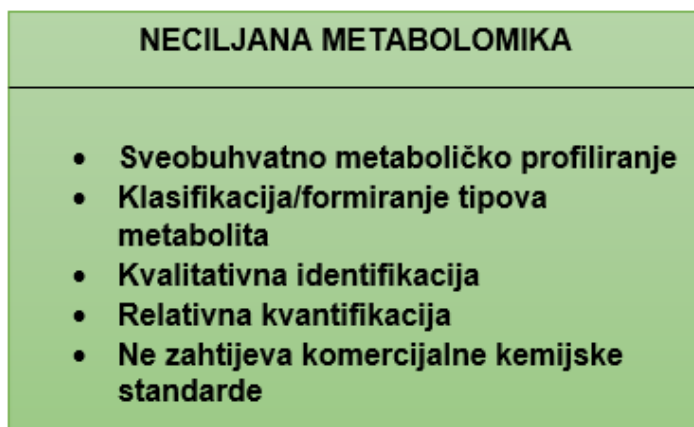 NECILJANA METABOLOMIKA
• Sveobuhvatno metaboličko profiliranje
• Klasifikacija/formiranje tipova
metabolita
• Kvalitativna identifikacija
• Relativna kvantifikacija
• Ne zahtijeva komercijalne kemijske
standarde